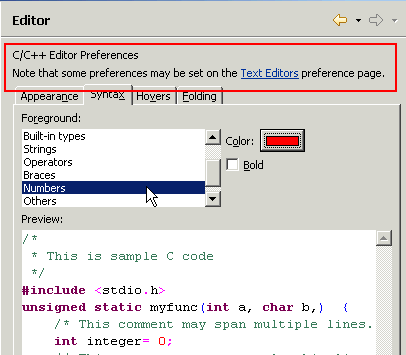 Editor
C/C++ Editor Preferences
Note that some preferences may be set on the Text Editors preference page.
Appearance Syntax Hovers Folding
Foreground:
Built-in types
Strings
Operators
Braces
Numbers
Others
Color:
Bold
Preview:
/*
* This is sample C code
*/
#include <stdio.h>
unsigned static myfunc(int a, char b,) {
/* This comment may span multiple lines.
int integer= 0;